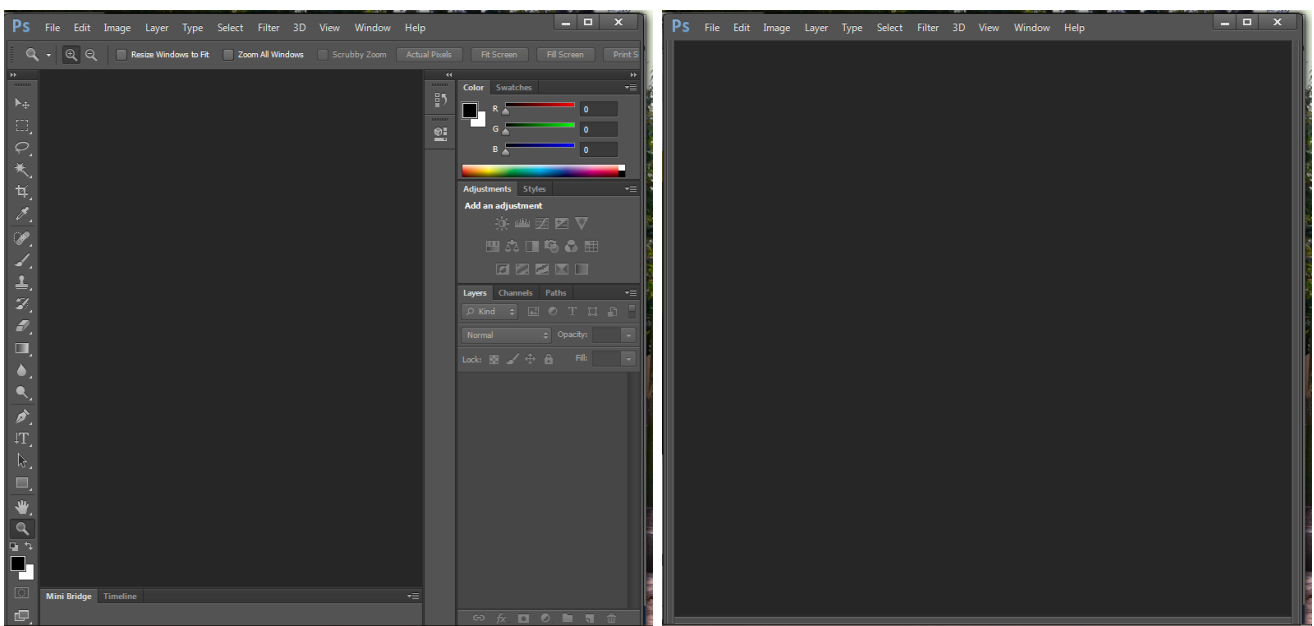 Ps File Edit Image Layer Type Select Filter 3D View Window Help
Resize Windows to Fit Zoom All Windows Scrubby Zoom Actual Pixels Fit Screen Fill Screen Print S
Color Swatches
R 0
G 0
B 0
Adjustments Styles
Add an adjustment
Layers Channels Paths
Kind T
Normal Opacity:
Lock: Fill:
T
Mini Bridge Timeline
fx
Ps File Edit Image Layer Type Select Filter 3D View Window Help